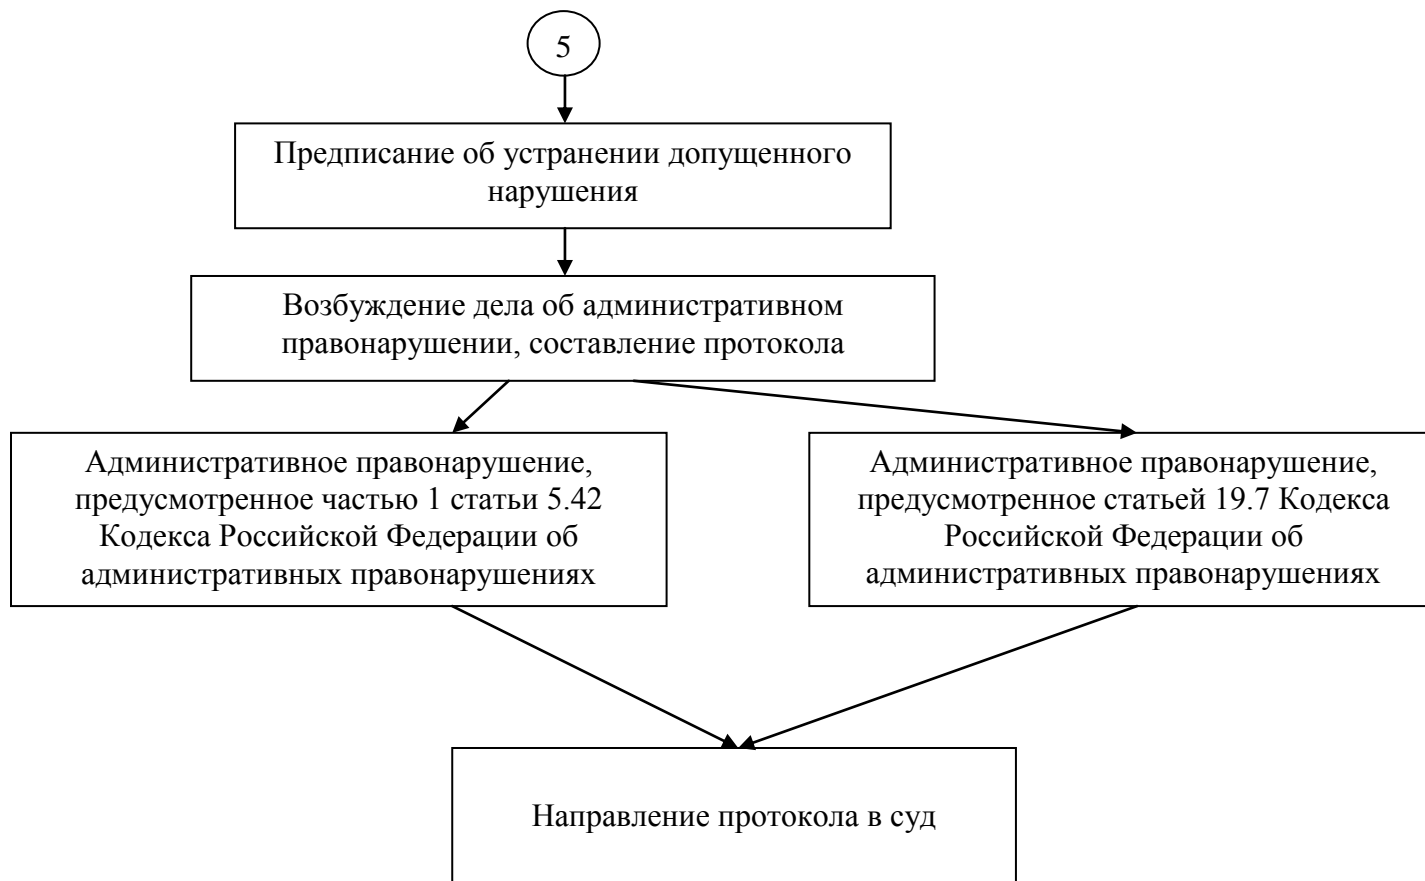 5
Предписание об устранении допущенного
нарушения
Возбуждение дела об административном
правонарушении, составление протокола
Административное правонарушение,
предусмотренное частью 1 статьи 5.42
Кодекса Российской Федерации об
административных правонарушениях
Административное правонарушение,
предусмотренное статьей 19.7 Кодекса
Российской Федерации об
административных правонарушениях
Направление протокола в суд